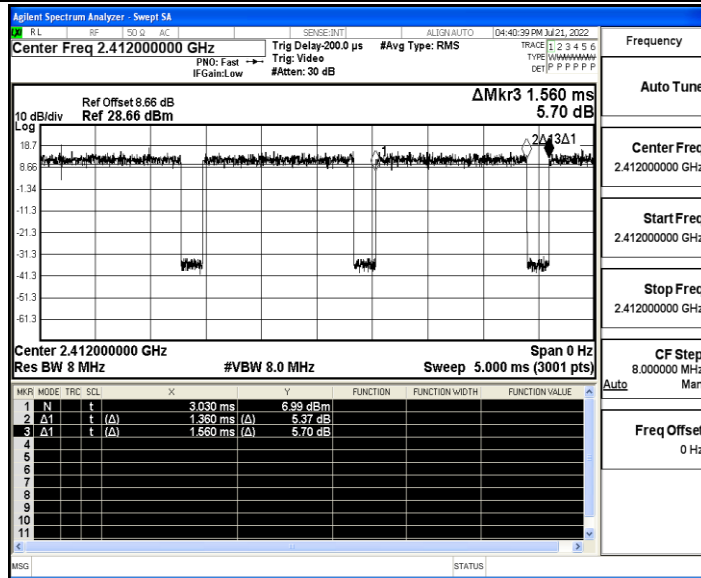 Agilent Spectrum Analyzer - Swept SA
RL RF 50 Ω AC SENSE:INT ALIGN AUTO 04:40:39 PM Jul 21, 2022
Center Freq 2.412000000 GHz
PNO: Fast
IFGain:Low
Trig Delay-200.0 µs
Trig: Video
#Atten: 30 dB
#Avg Type: RMS
TRACE 1 2 3 4 5 6
TYPE WWWWWW
DET P P P P P P
ΔMkr3 1.560 ms
5.70 dB
Ref Offset 8.66 dB
10 dB/div Ref 28.66 dBm
Log
18.7
8.66
-1.34
-11.3
-21.3
-31.3
-41.3
-51.3
-61.3
1
2Δ1
3Δ1
Center 2.412000000 GHz Span 0 Hz
Res BW 8 MHz #VBW 8.0 MHz Sweep 5.000 ms (3001 pts)
MKR MODE TRC SCL X Y FUNCTION FUNCTION WIDTH FUNCTION VALUE
1 N t 3.030 ms 6.99 dBm
2 Δ1 t (Δ) 1.360 ms (Δ) 5.37 dB
3 Δ1 t (Δ) 1.560 ms (Δ) 5.70 dB
4
5
6
7
8
9
10
11
MSG STATUS
Frequency
Auto Tune
Center Freq
2.412000000 GHz
Start Freq
2.412000000 GHz
Stop Freq
2.412000000 GHz
CF Step
8.000000 MHz
Auto Man
Freq Offset
0 Hz